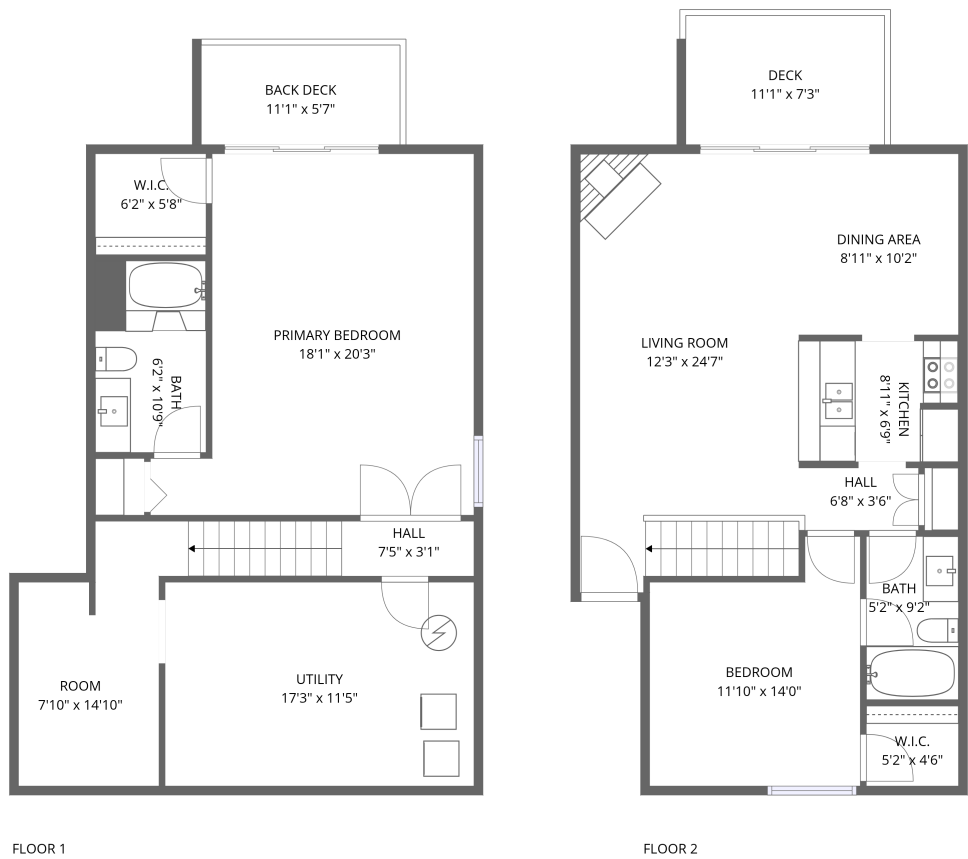 BACK DECK
11'1" x 5'7"
W.I.C.
6'2" x 5'8"
PRIMARY BEDROOM
18'1" x 20'3"
BATH
6'2" x 10'9"
HALL
7'5" x 3'1"
ROOM
7'10" x 14'10"
UTILITY
17'3" x 11'5"
FLOOR 1
DECK
11'1" x 7'3"
DINING AREA
8'11" x 10'2"
LIVING ROOM
12'3" x 24'7"
KITCHEN
8'11" x 6'9"
HALL
6'8" x 3'6"
BATH
5'2" x 9'2"
BEDROOM
11'10" x 14'0"
W.I.C.
5'2" x 4'6"
FLOOR 2